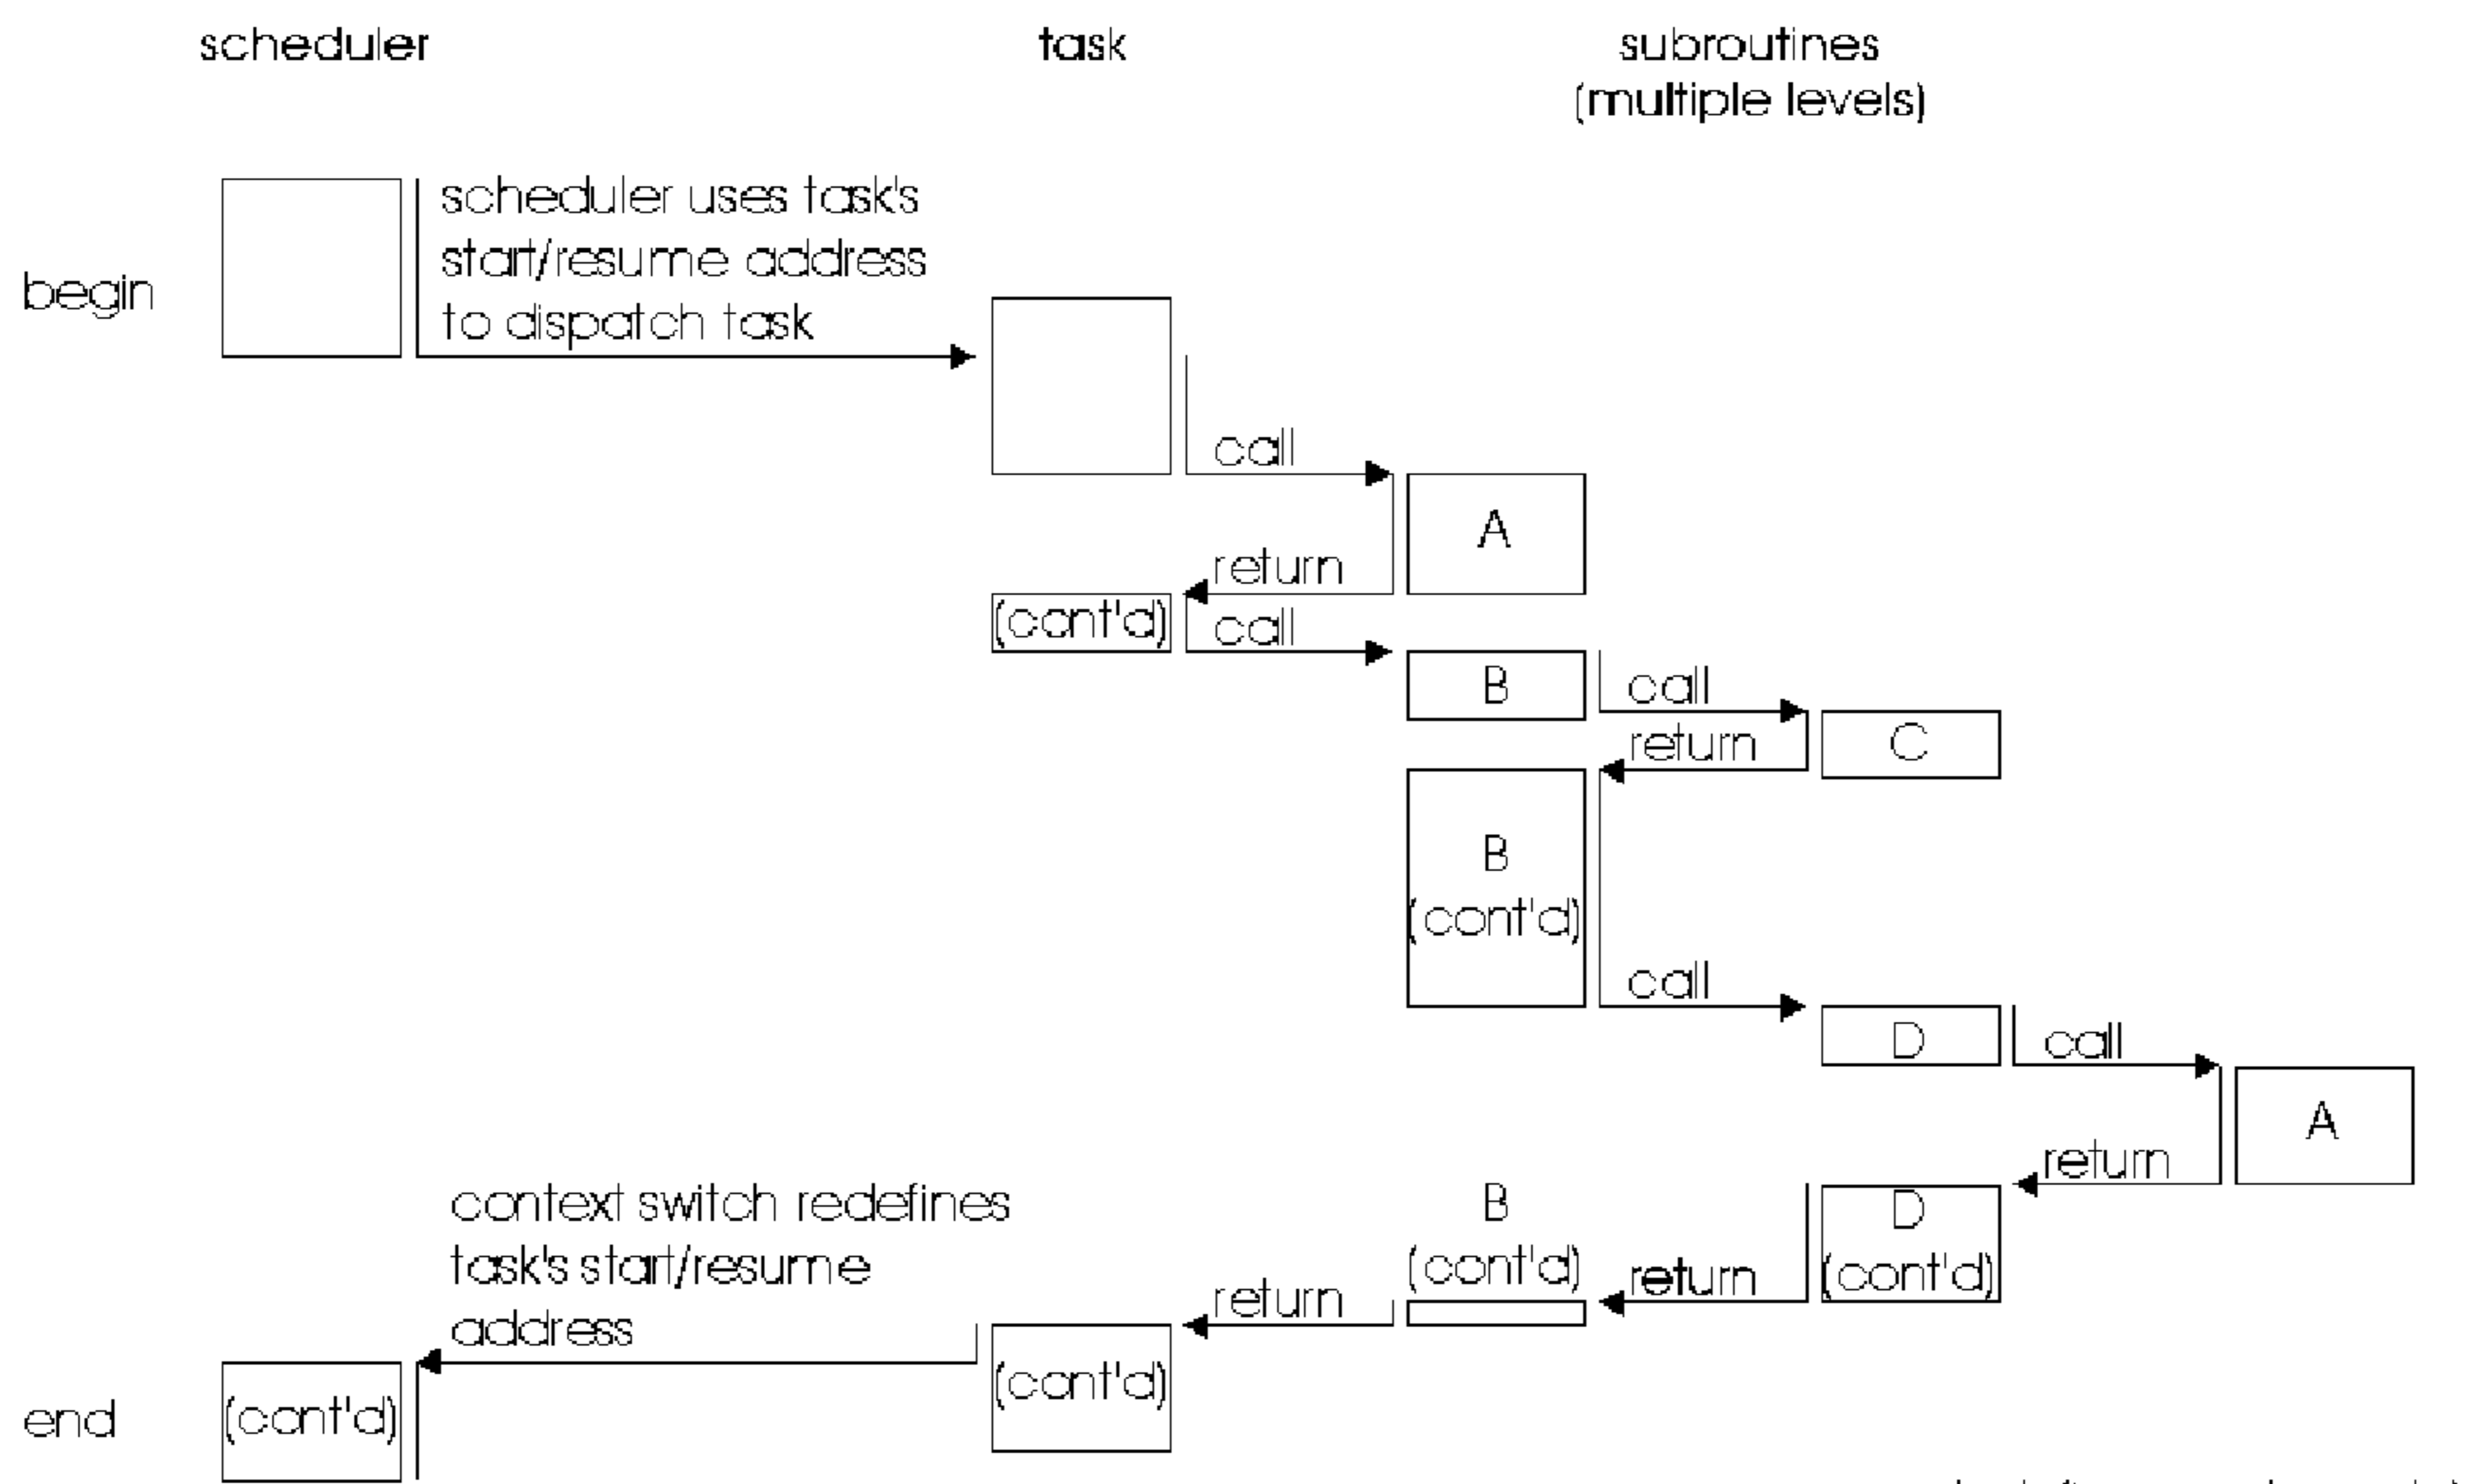 scheduler
task
subroutines
(multiple levels)
begin
scheduler uses task's
start/resume address
to dispatch task
call
A
return
(cont'd)
call
B
call
C
return
B
(cont'd)
call
D
call
A
return
D
(cont'd)
return
B
(cont'd)
return
(cont'd)
context switch redefines
task's start/resume
address
end
(cont'd)